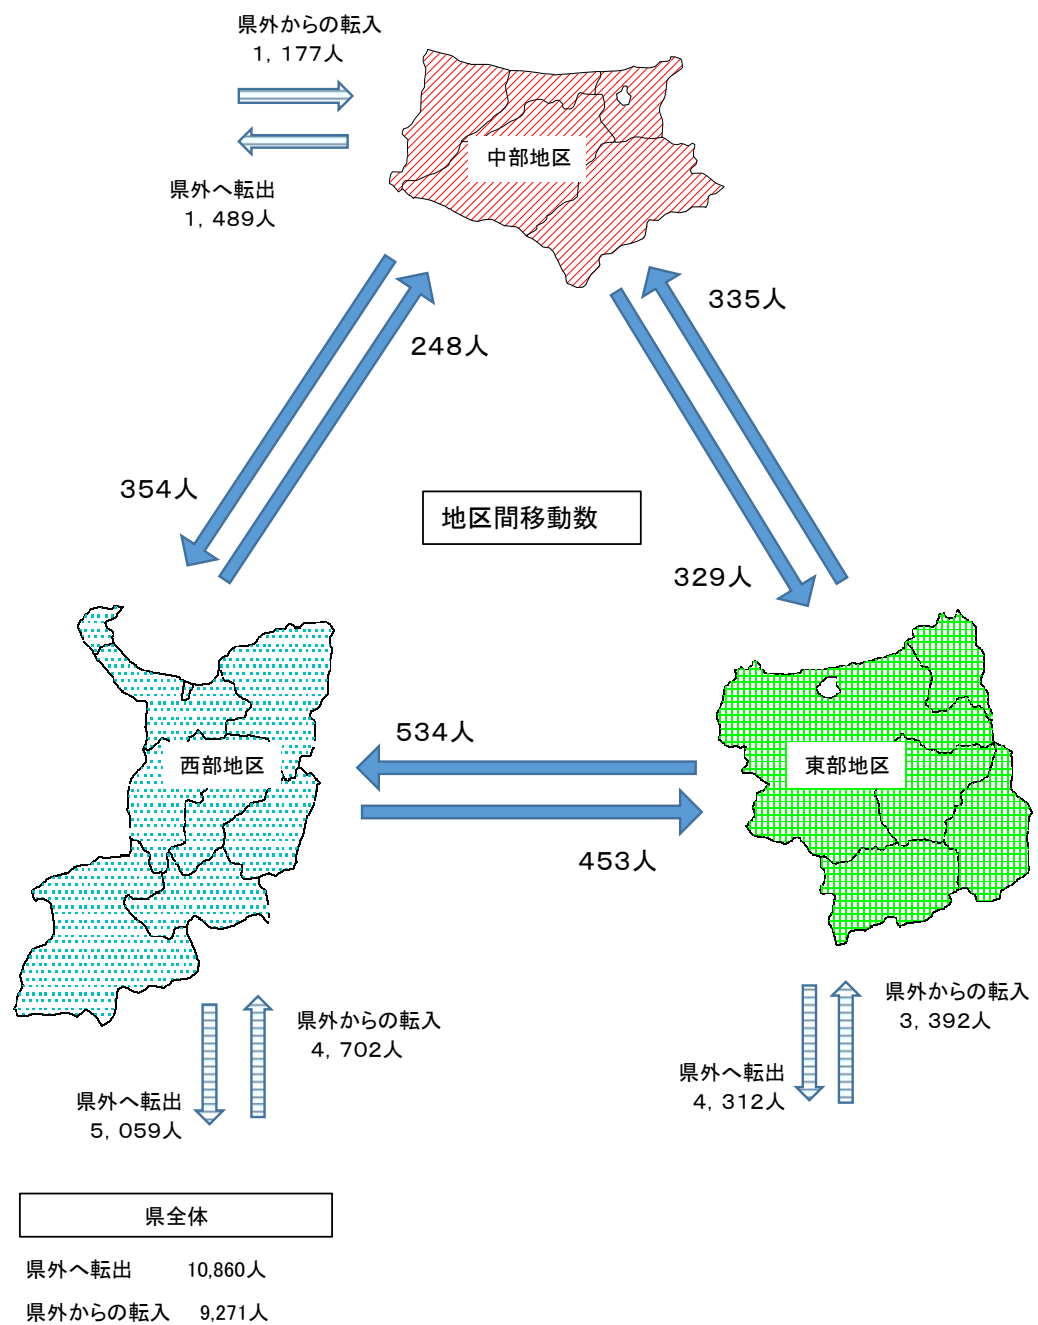 県外からの転入
１，１７７人
中部地区
県外へ転出
１，４８９人
３３５人
２４８人
３５４人
地区間移動数
３２９人
５３４人
西部地区
東部地区
４５３人
県外からの転入
３，３９２人
県外からの転入
４，７０２人
県外へ転出
４，３１２人
県外へ転出
５，０５９人
県全体
県外へ転出 10,860人
県外からの転入 9,271人